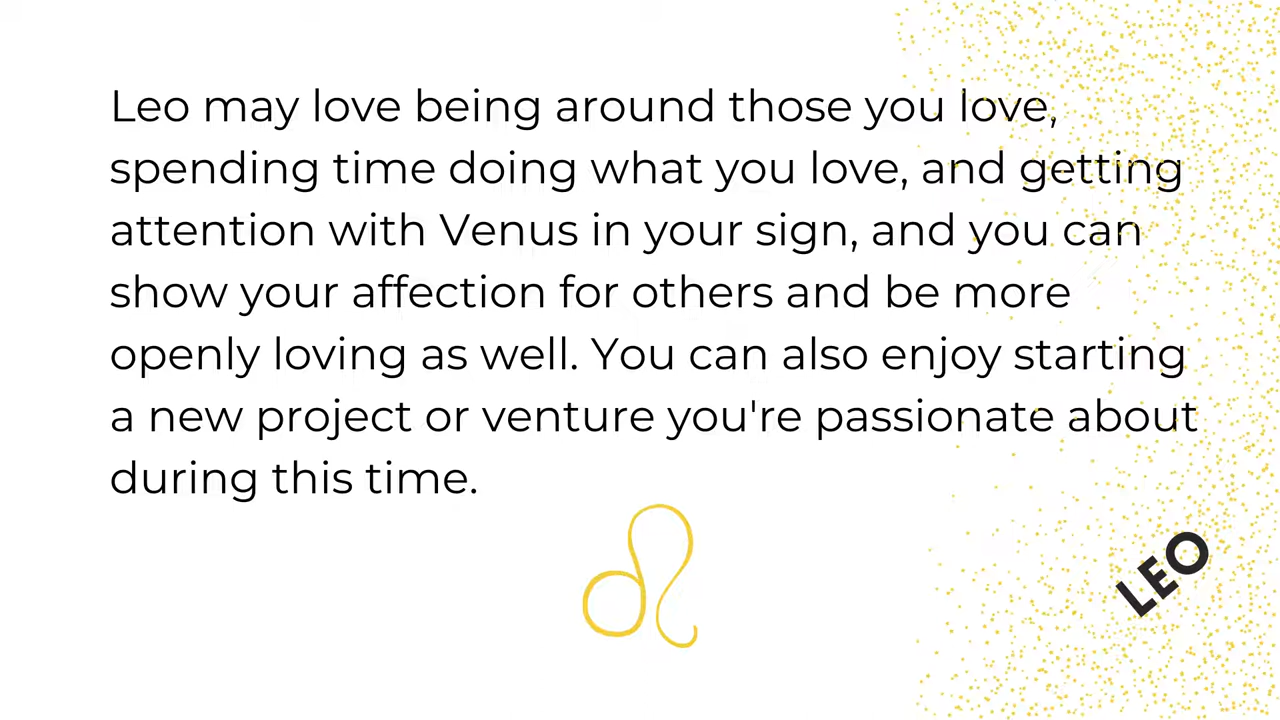 Leo may love being around those you love,
spending time doing what you love, and getting
attention with Venus in your sign, and you can
show your affection for others and be more
openly loving as well. You can also enjoy starting
a new project or venture you're passionate about
during this time.
LEO